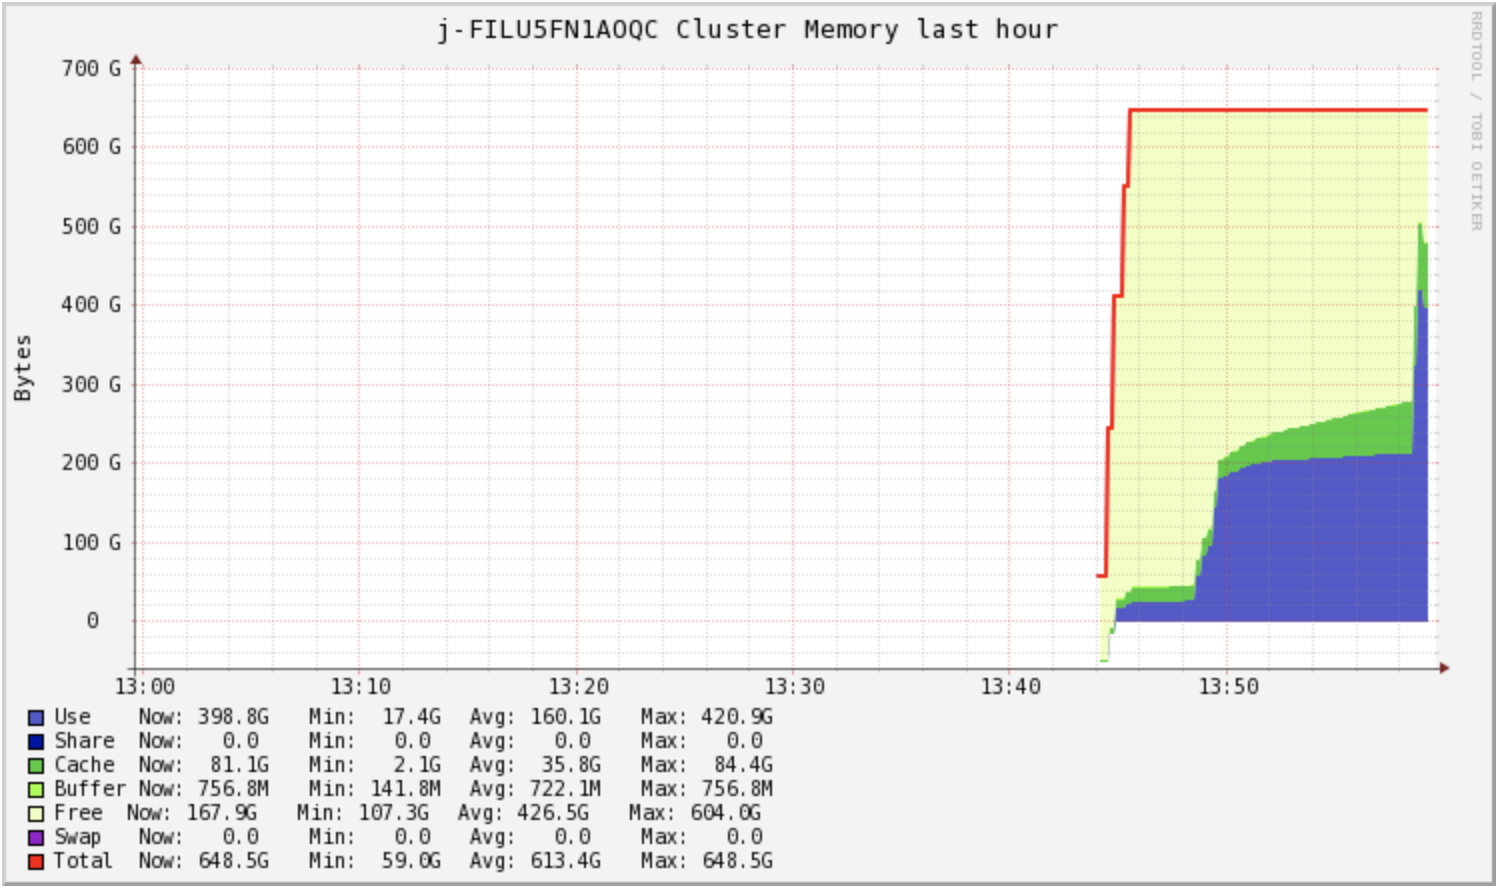 j-FILU5FN1AOQC Cluster Memory last hour
RRDTOOL / TOBI OETIKER
Bytes
700 G
600 G
500 G
400 G
300 G
200 G
100 G
0
13:00 13:10 13:20 13:30 13:40 13:50
Use Now: 398.8G Min: 17.4G Avg: 160.1G Max: 420.9G
Share Now: 0.0 Min: 0.0 Avg: 0.0 Max: 0.0
Cache Now: 81.1G Min: 2.1G Avg: 35.8G Max: 84.4G
Buffer Now: 756.8M Min: 141.8M Avg: 722.1M Max: 756.8M
Free Now: 167.9G Min: 107.3G Avg: 426.5G Max: 604.0G
Swap Now: 0.0 Min: 0.0 Avg: 0.0 Max: 0.0
Total Now: 648.5G Min: 59.0G Avg: 613.4G Max: 648.5G